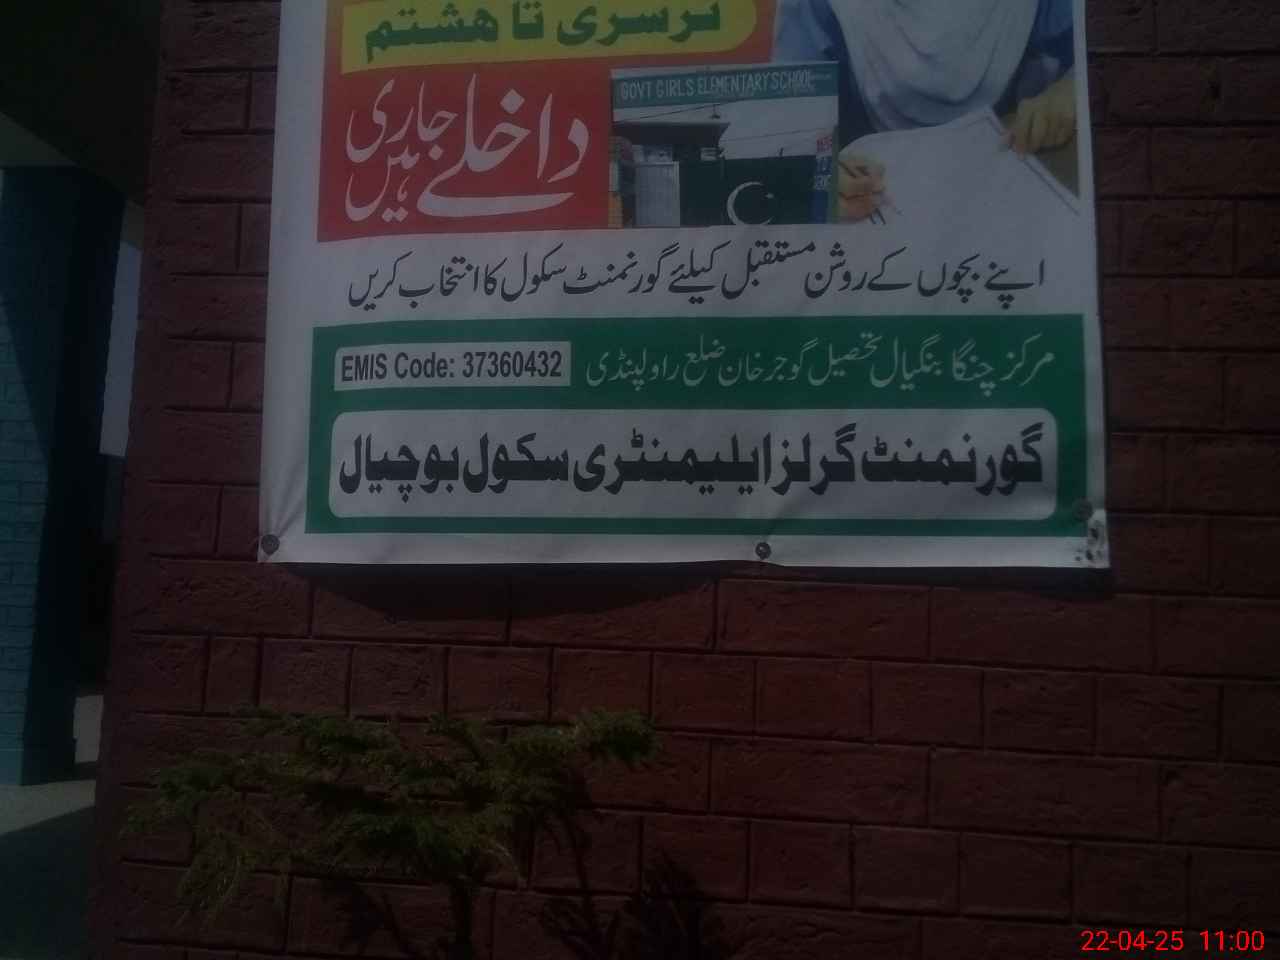 نرسری تا ہشتم
داخلے جاری ہیں
GOVT GIRLS ELEMENTARY SCHOOL
اپنے بچوں کے روشن مستقبل کیلئے گورنمنٹ سکول کا انتخاب کریں
مرکز چنگا بنگیال تحصیل گوجر خان ضلع راولپنڈی EMIS Code: 37360432
گورنمنٹ گرلز ایلیمنٹری سکول بوچیال
22-04-25 11:00